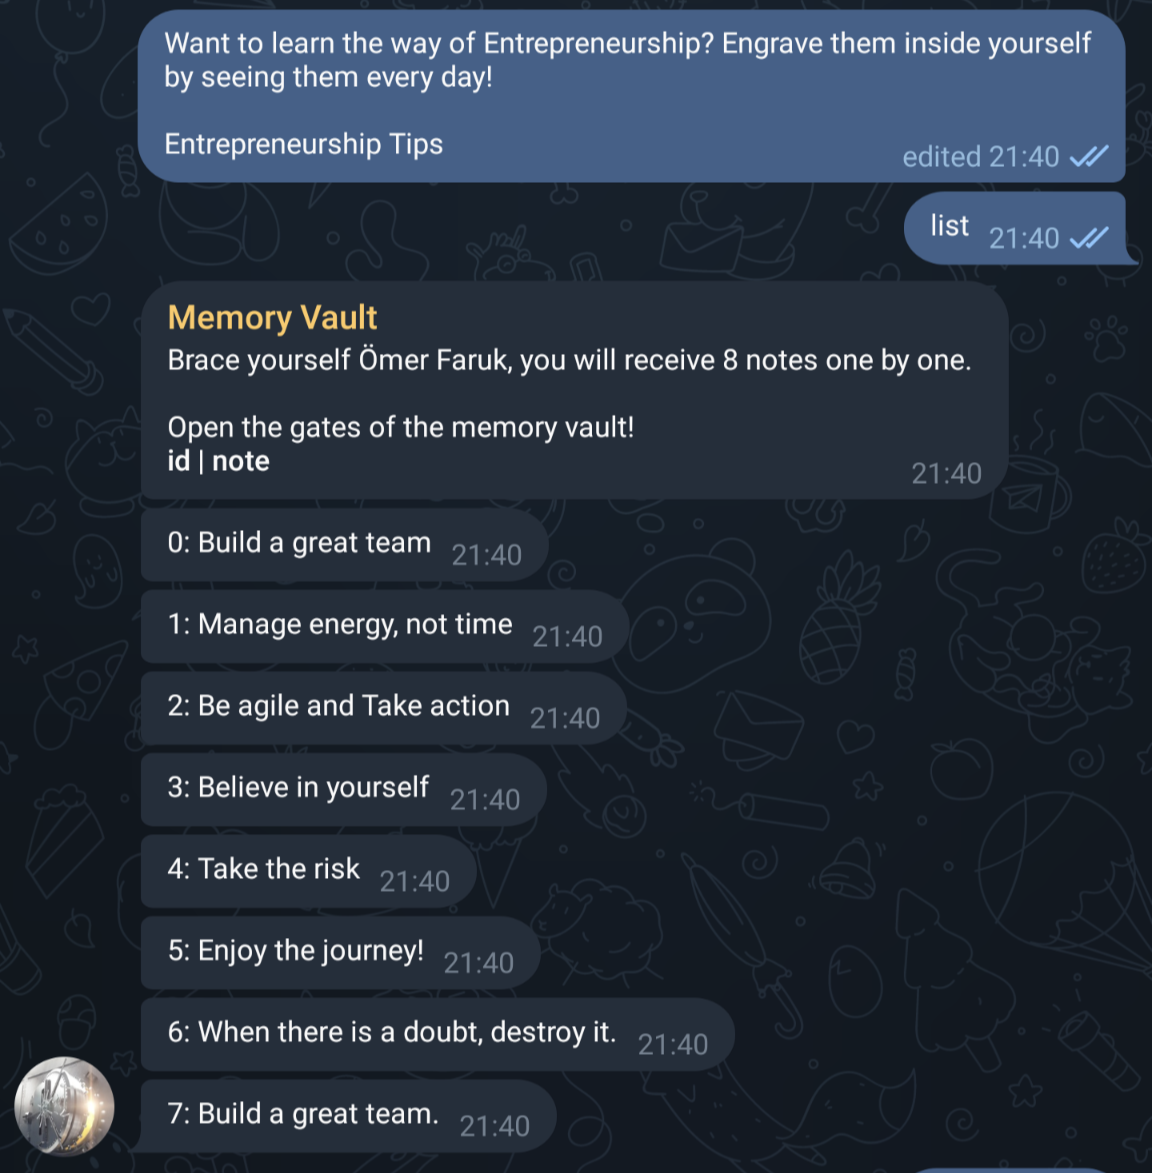 Want to learn the way of Entrepreneurship? Engrave them inside yourself
by seeing them every day!
Entrepreneurship Tips
edited 21:40
list 21:40
Memory Vault
Brace yourself Ömer Faruk, you will receive 8 notes one by one.
Open the gates of the memory vault!
id | note
21:40
0: Build a great team 21:40
1: Manage energy, not time 21:40
2: Be agile and Take action 21:40
3: Believe in yourself 21:40
4: Take the risk 21:40
5: Enjoy the journey! 21:40
6: When there is a doubt, destroy it. 21:40
7: Build a great team. 21:40